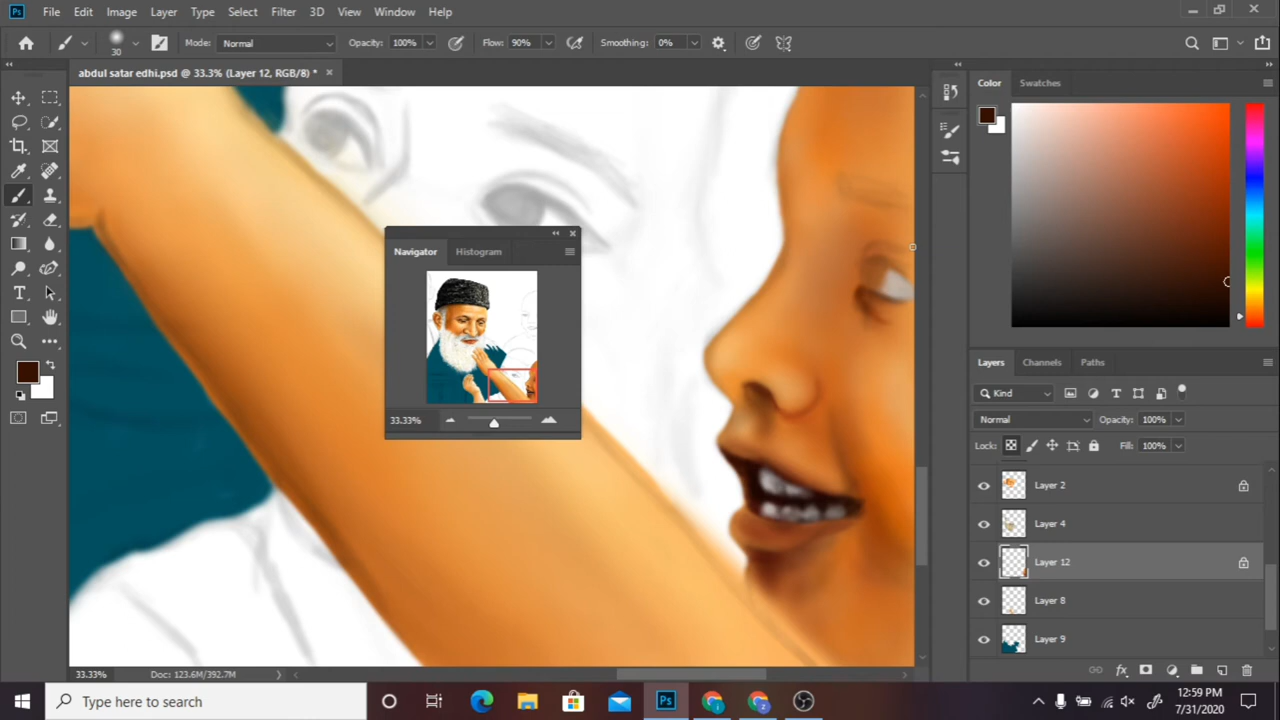 Ps File Edit Image Layer Type Select Filter 3D View Window Help
30 Mode: Normal Opacity: 100% Flow: 90% Smoothing: 0%
abdul satar edhi.psd @ 33.3% (Layer 12, RGB/8) *
Color Swatches
Navigator Histogram
33.33%
Layers Channels Paths
Kind
Normal Opacity: 100%
Lock: Fill: 100%
Layer 2
Layer 4
Layer 12
Layer 8
Layer 9
33.33% Doc: 123.6M/392.7M
Type here to search
Ps
12:59 PM
7/31/2020